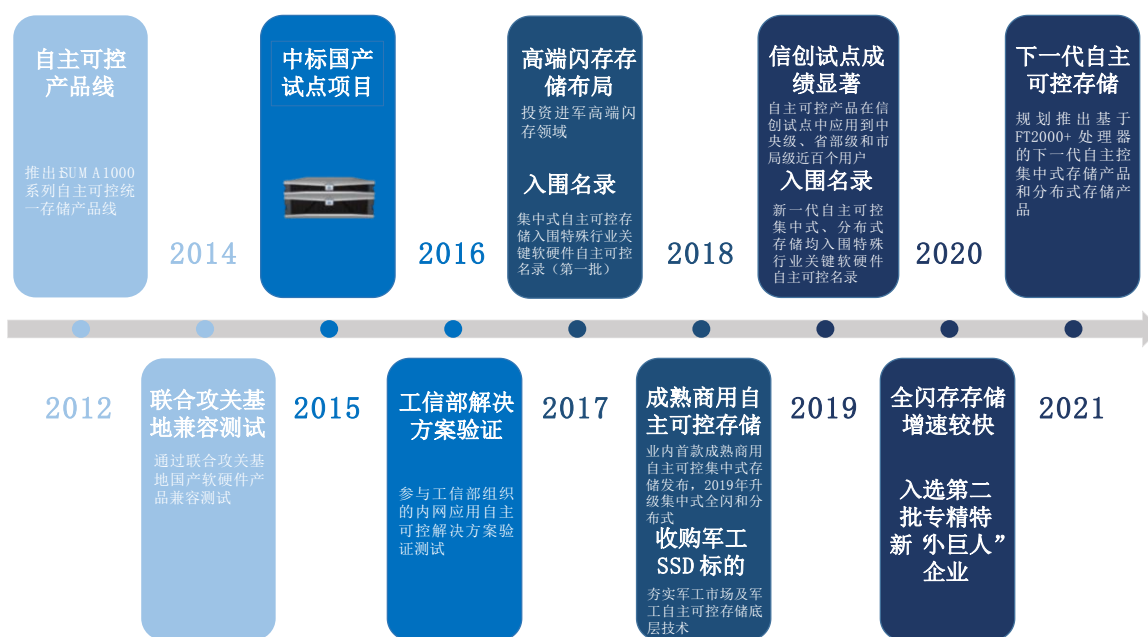 自主可控
产品线
推出 SUMA1000
系列自主可控统
一存储产品线
2012
2014
联合攻关基
地兼容测试
通过联合攻关基
地国产软硬件产
品兼容测试
中标国产
试点项目
2015
2016
工信部解决
方案验证
参与工信部组织
的内网应用自主
可控解决方案验
证测试
高端闪存存
储布局
投资进军高端闪
存领域
入围名录
集中式自主可控存
储入围特殊行业关
键软硬件自主可控
名录（第一批）
2017
2018
成熟商用自
主可控存储
业内首款成熟商用
自主可控集中式存
储发布，2019年升
级集中式全闪和分
布式
收购军工
SSD 标的
夯实军工市场及军
工自主可控存储底
层技术
信创试点成
绩显著
自主可控产品在信
创试点中应用到中
央级、省部级和市
局级近百个用户
入围名录
新一代自主可控
集中式、分布式
存储均入围特殊
行业关键软硬件
自主可控名录
2019
2020
全闪存存储
增速较快
入选第二
批专精特
新“小巨人”
企业
下一代自主
可控存储
规划推出基于
FT2000+ 处理器
的下一代自主控
集中式存储产品
和分布式存储产
品
2021